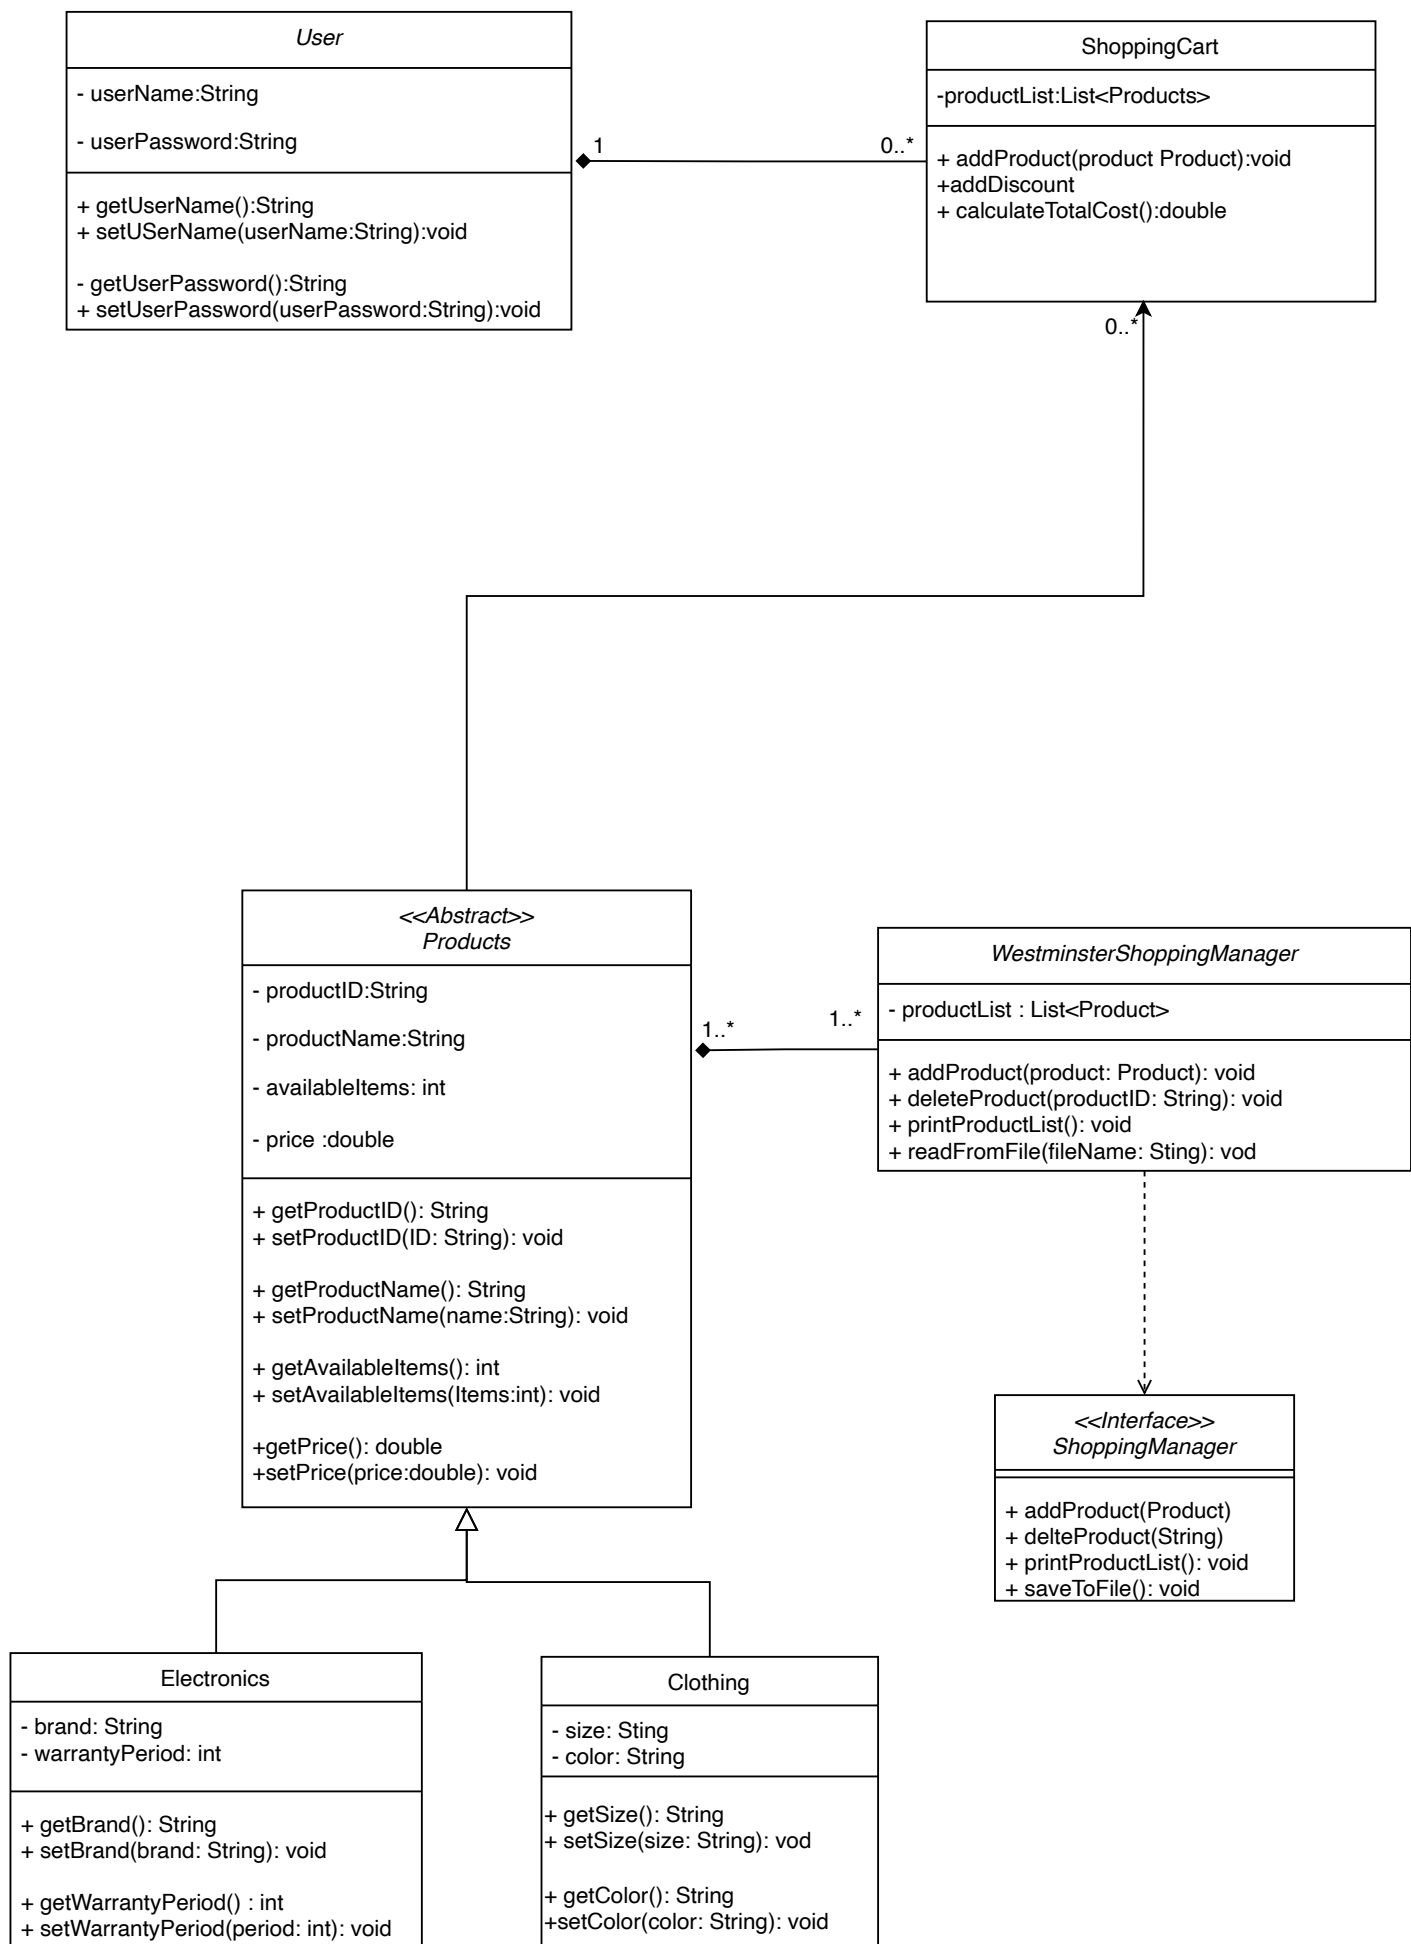 User
- userName:String
- userPassword:String
+ getUserName():String
+ setUSerName(userName:String):void
- getUserPassword():String
+ setUserPassword(userPassword:String):void
1
0..*
ShoppingCart
-productList:List<Products>
+ addProduct(product Product):void
+addDiscount
+ calculateTotalCost():double
0..*
<<Abstract>>
Products
- productID:String
- productName:String
- availableItems: int
- price :double
+ getProductID(): String
+ setProductID(ID: String): void
+ getProductName(): String
+ setProductName(name:String): void
+ getAvailableItems(): int
+ setAvailableItems(Items:int): void
+getPrice(): double
+setPrice(price:double): void
1..*
1..*
WestminsterShoppingManager
- productList : List<Product>
+ addProduct(product: Product): void
+ deleteProduct(productID: String): void
+ printProductList(): void
+ readFromFile(fileName: Sting): vod
<<Interface>>
ShoppingManager
+ addProduct(Product)
+ delteProduct(String)
+ printProductList(): void
+ saveToFile(): void
Electronics
- brand: String
- warrantyPeriod: int
+ getBrand(): String
+ setBrand(brand: String): void
+ getWarrantyPeriod() : int
+ setWarrantyPeriod(period: int): void
Clothing
- size: Sting
- color: String
+ getSize(): String
+ setSize(size: String): vod
+ getColor(): String
+setColor(color: String): void